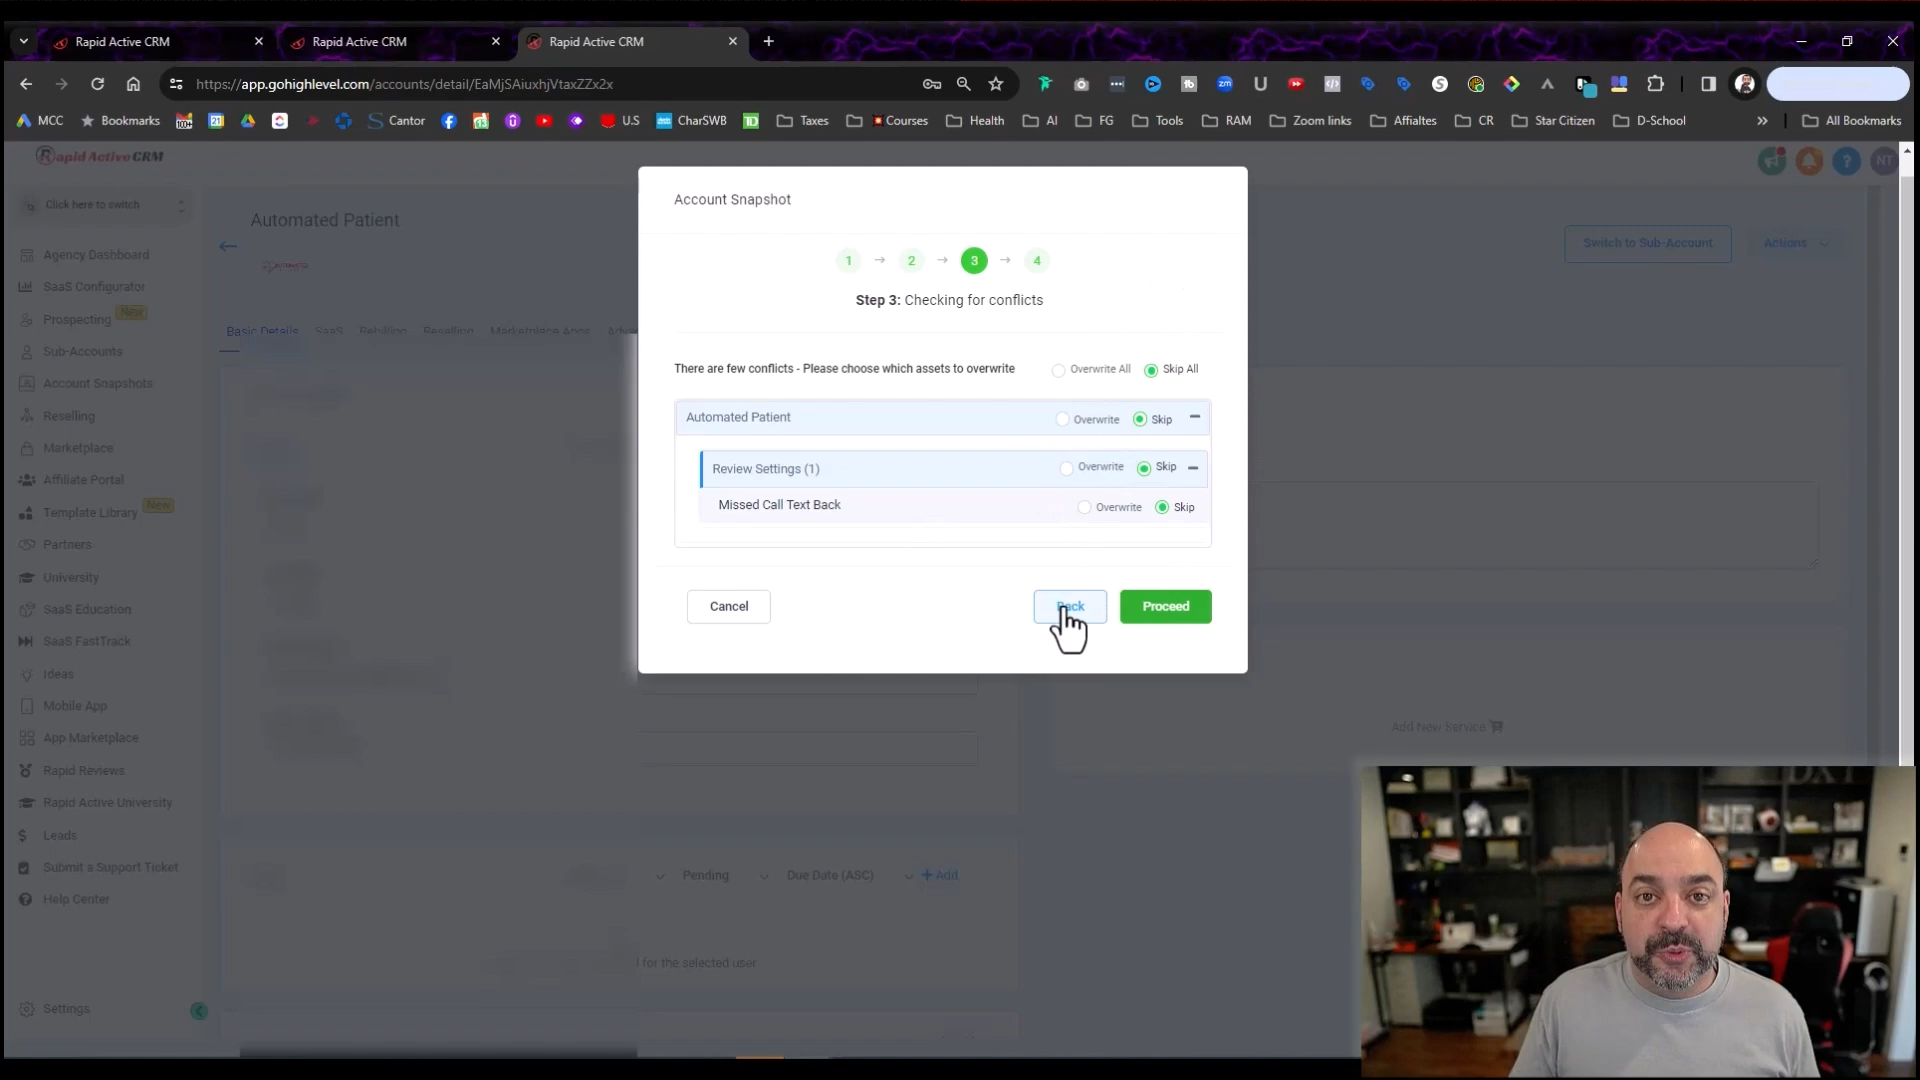 Rapid Active CRM
Rapid Active CRM
Rapid Active CRM
https://app.gohighlevel.com/accounts/detail/EaMjSAiuxhjVtaxZZx2x
MCC
Bookmarks
Cantor
U.S
CharSWB
Taxes
Courses
Health
AI
FG
Tools
RAM
Zoom links
Affialtes
CR
Star Citizen
D-School
All Bookmarks
Rapid Active CRM
NT
Click here to switch
Automated Patient
Switch to Sub-Account
Actions
Agency Dashboard
SaaS Configurator
Prospecting New
Sub-Accounts
Account Snapshots
Reselling
Marketplace
Affiliate Portal
Template Library New
Partners
University
SaaS Education
SaaS FastTrack
Ideas
Mobile App
App Marketplace
Rapid Reviews
Rapid Active University
Leads
Submit a Support Ticket
Help Center
Settings
Basic Details SaaS Rebilling Reselling Marketplace Apps
Account Snapshot
1 → 2 → 3 → 4
Step 3: Checking for conflicts
There are few conflicts - Please choose which assets to overwrite Overwrite All Skip All
Automated Patient Overwrite Skip
Review Settings (1) Overwrite Skip
Missed Call Text Back Overwrite Skip
Cancel Back Proceed
Add New Service
Pending Due Date (ASC) + Add
for the selected user